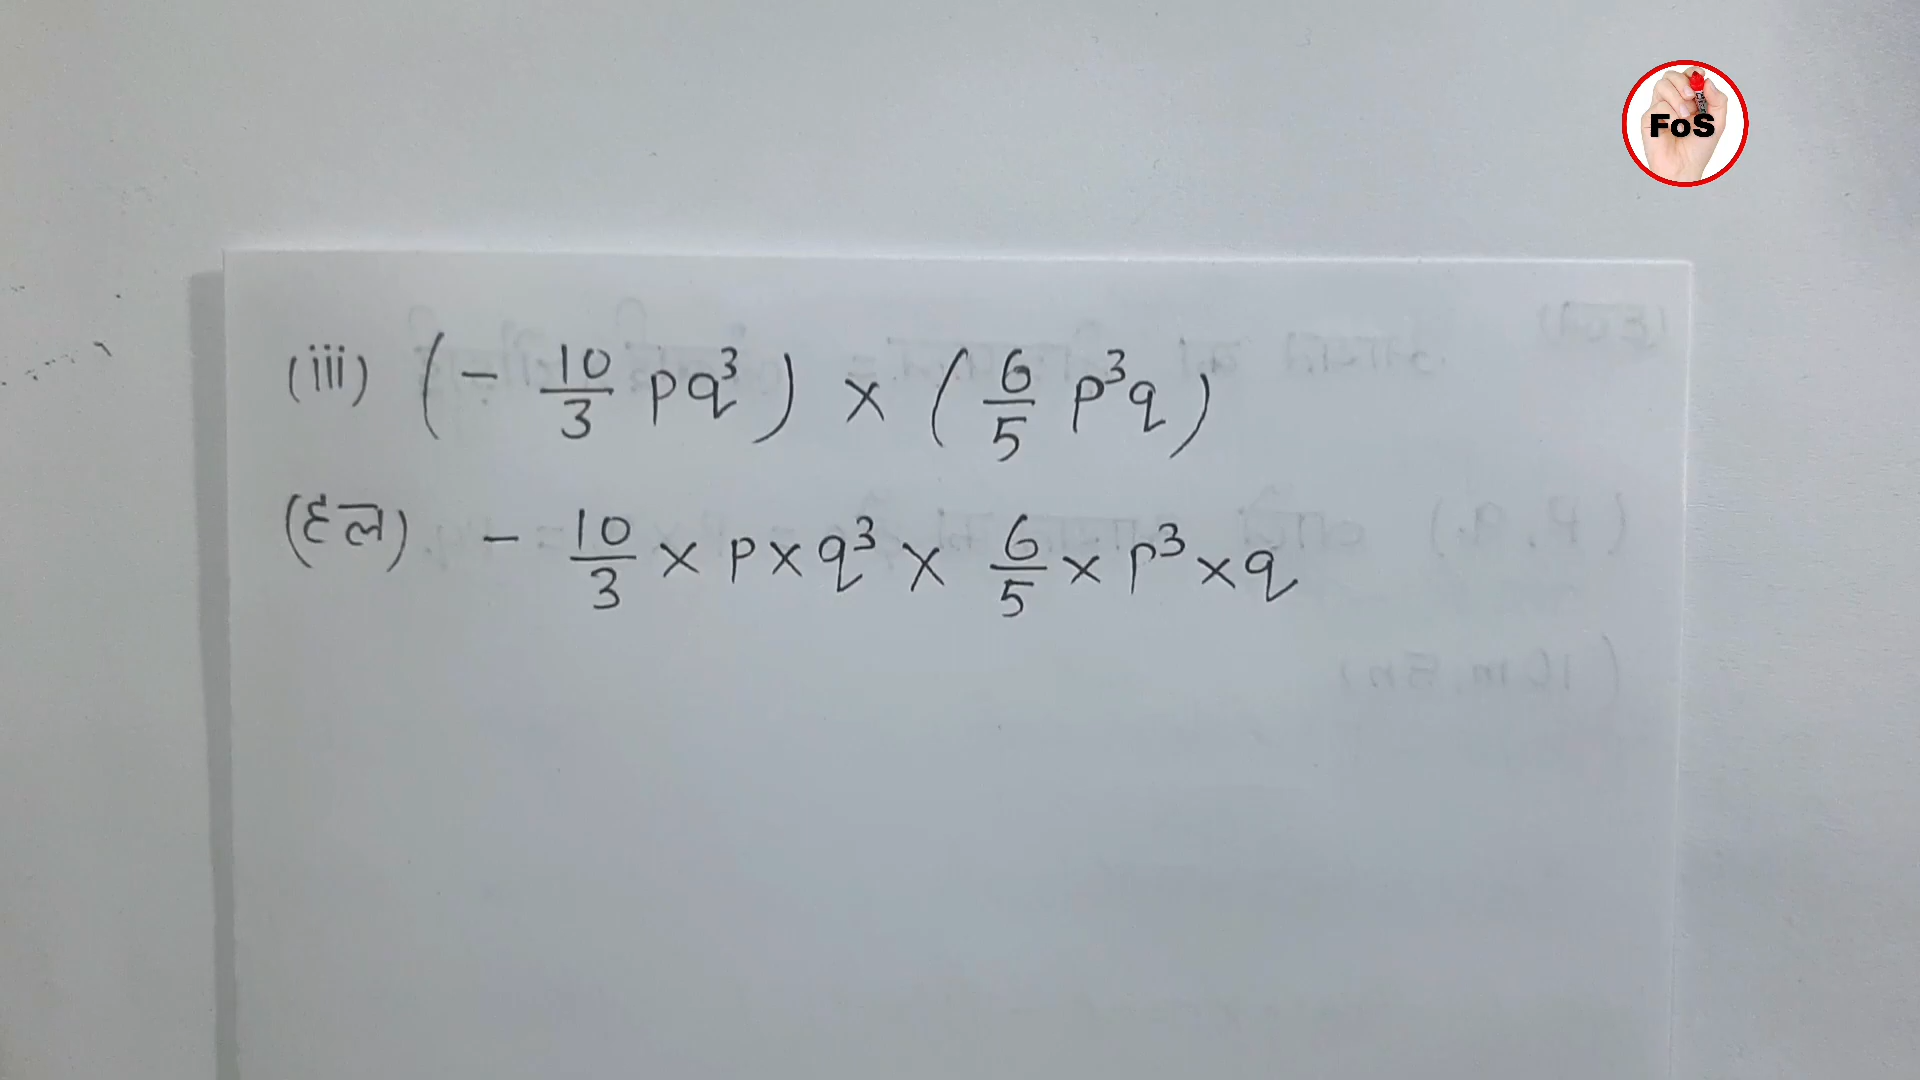 FoS
(iii) (- 10/3 pq³) × (6/5 p³q)
(हल) - 10/3 × p × q³ × 6/5 × p³ × q